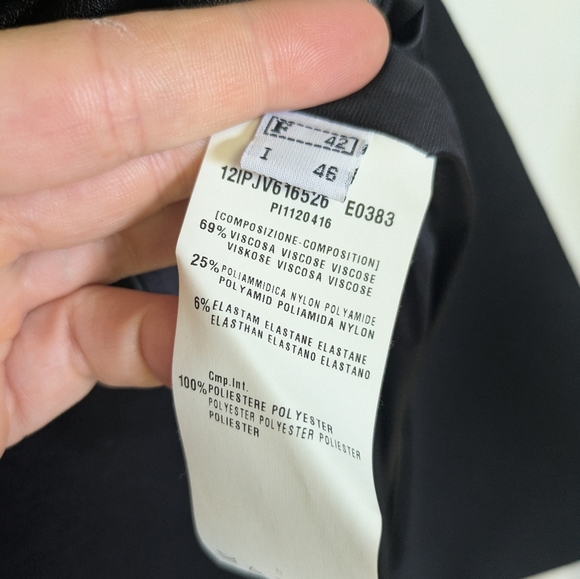 F 42
I 46
12IPJV616526 E0383
PI1120416
[COMPOSIZIONE-COMPOSITION]
69% VISCOSA VISCOSE VISCOSE
VISKOSE VISCOSA VISCOSE
25% POLIAMMIDICA NYLON POLYAMIDE
POLYAMID POLIAMIDA NYLON
6% ELASTAM ELASTANE ELASTANE
ELASTHAN ELASTANO ELASTANO
Cmp.Int.
100% POLIESTERE POLYESTER
POLYESTER POLYESTER POLIESTER
POLIESTER